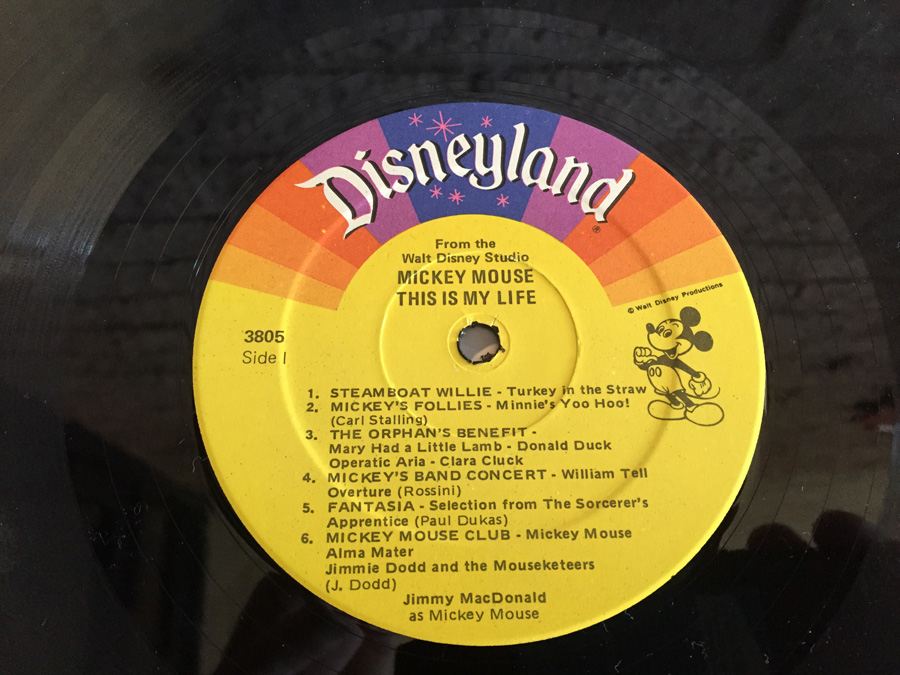 Disneyland
®
From the
Walt Disney Studio
MICKEY MOUSE
THIS IS MY LIFE
© Walt Disney Productions
3805
Side I
1. STEAMBOAT WILLIE - Turkey in the Straw
2. MICKEY'S FOLLIES - Minnie's Yoo Hoo!
(Carl Stalling)
3. THE ORPHAN'S BENEFIT -
Mary Had a Little Lamb - Donald Duck
Operatic Aria - Clara Cluck
4. MICKEY'S BAND CONCERT - William Tell
Overture (Rossini)
5. FANTASIA - Selection from The Sorcerer's
Apprentice (Paul Dukas)
6. MICKEY MOUSE CLUB - Mickey Mouse
Alma Mater
Jimmie Dodd and the Mouseketeers
(J. Dodd)
Jimmy MacDonald
as Mickey Mouse